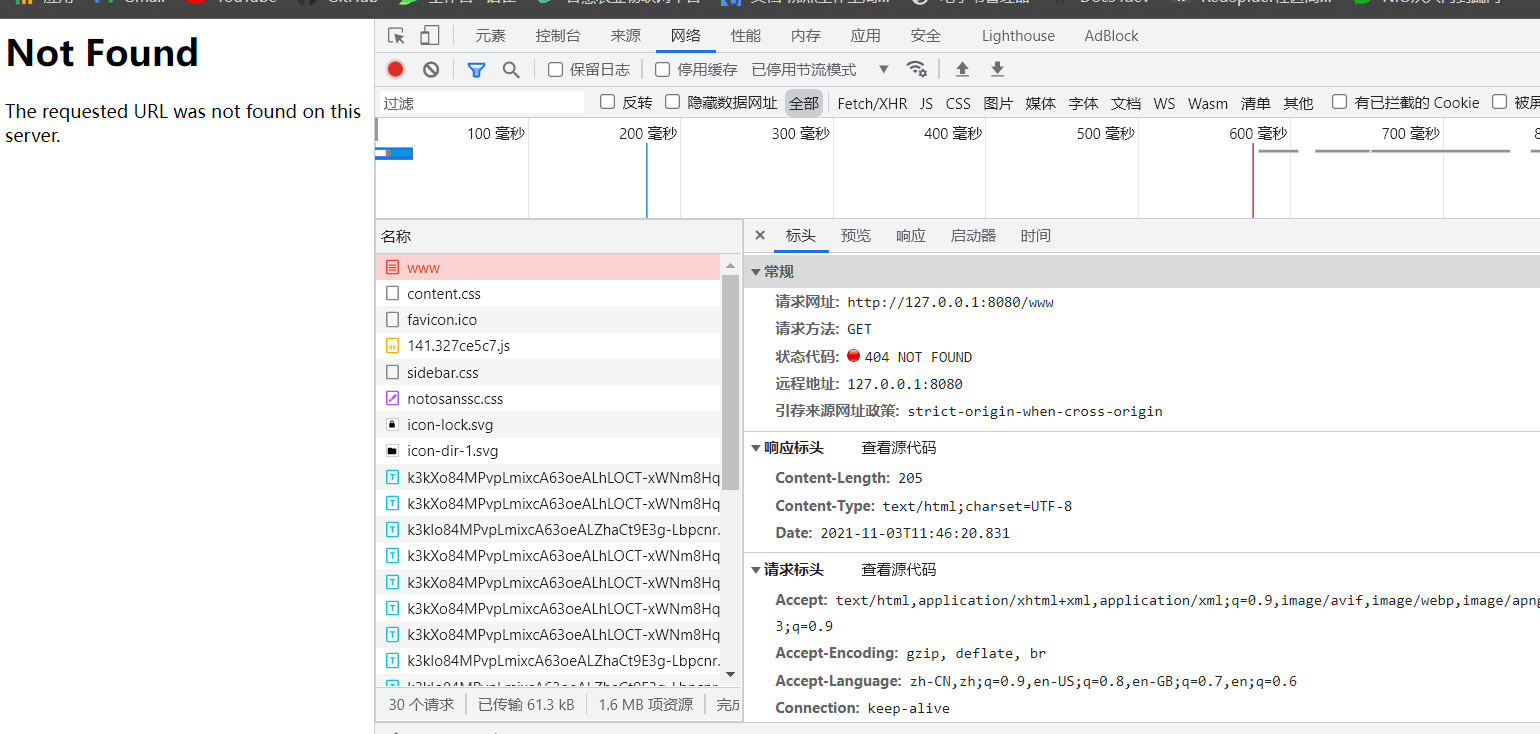 应用 Gmail YouTube GitHub
Not Found
The requested URL was not found on this
server.
元素 控制台 来源 网络 性能 内存 应用 安全 Lighthouse AdBlock
保留日志 停用缓存 已停用节流模式
过滤 反转 隐藏数据网址 全部 Fetch/XHR JS CSS 图片 媒体 字体 文档 WS Wasm 清单 其他 有已拦截的 Cookie
100 毫秒 200 毫秒 300 毫秒 400 毫秒 500 毫秒 600 毫秒 700 毫秒
名称
www
content.css
favicon.ico
141.327ce5c7.js
sidebar.css
notosanssc.css
icon-lock.svg
icon-dir-1.svg
k3kXo84MPvpLmixcA63oeALhLOCT-xWNm8Hq
k3kXo84MPvpLmixcA63oeALhLOCT-xWNm8Hq
k3kIo84MPvpLmixcA63oeALZhaCt9E3g-Lbpcnr.
k3kXo84MPvpLmixcA63oeALhLOCT-xWNm8Hq
k3kXo84MPvpLmixcA63oeALhLOCT-xWNm8Hq
k3kXo84MPvpLmixcA63oeALhLOCT-xWNm8Hq
k3kXo84MPvpLmixcA63oeALhLOCT-xWNm8Hq
k3kIo84MPvpLmixcA63oeALZhaCt9E3g-Lbpcnr.
30 个请求 已传输 61.3 kB 1.6 MB 项资源 完成
标头 预览 响应 启动器 时间
常规
请求网址: http://127.0.0.1:8080/www
请求方法: GET
状态代码: 404 NOT FOUND
远程地址: 127.0.0.1:8080
引荐来源网址政策: strict-origin-when-cross-origin
响应标头 查看源代码
Content-Length: 205
Content-Type: text/html;charset=UTF-8
Date: 2021-11-03T11:46:20.831
请求标头 查看源代码
Accept: text/html,application/xhtml+xml,application/xml;q=0.9,image/avif,image/webp,image/apng
3;q=0.9
Accept-Encoding: gzip, deflate, br
Accept-Language: zh-CN,zh;q=0.9,en-US;q=0.8,en-GB;q=0.7,en;q=0.6
Connection: keep-alive